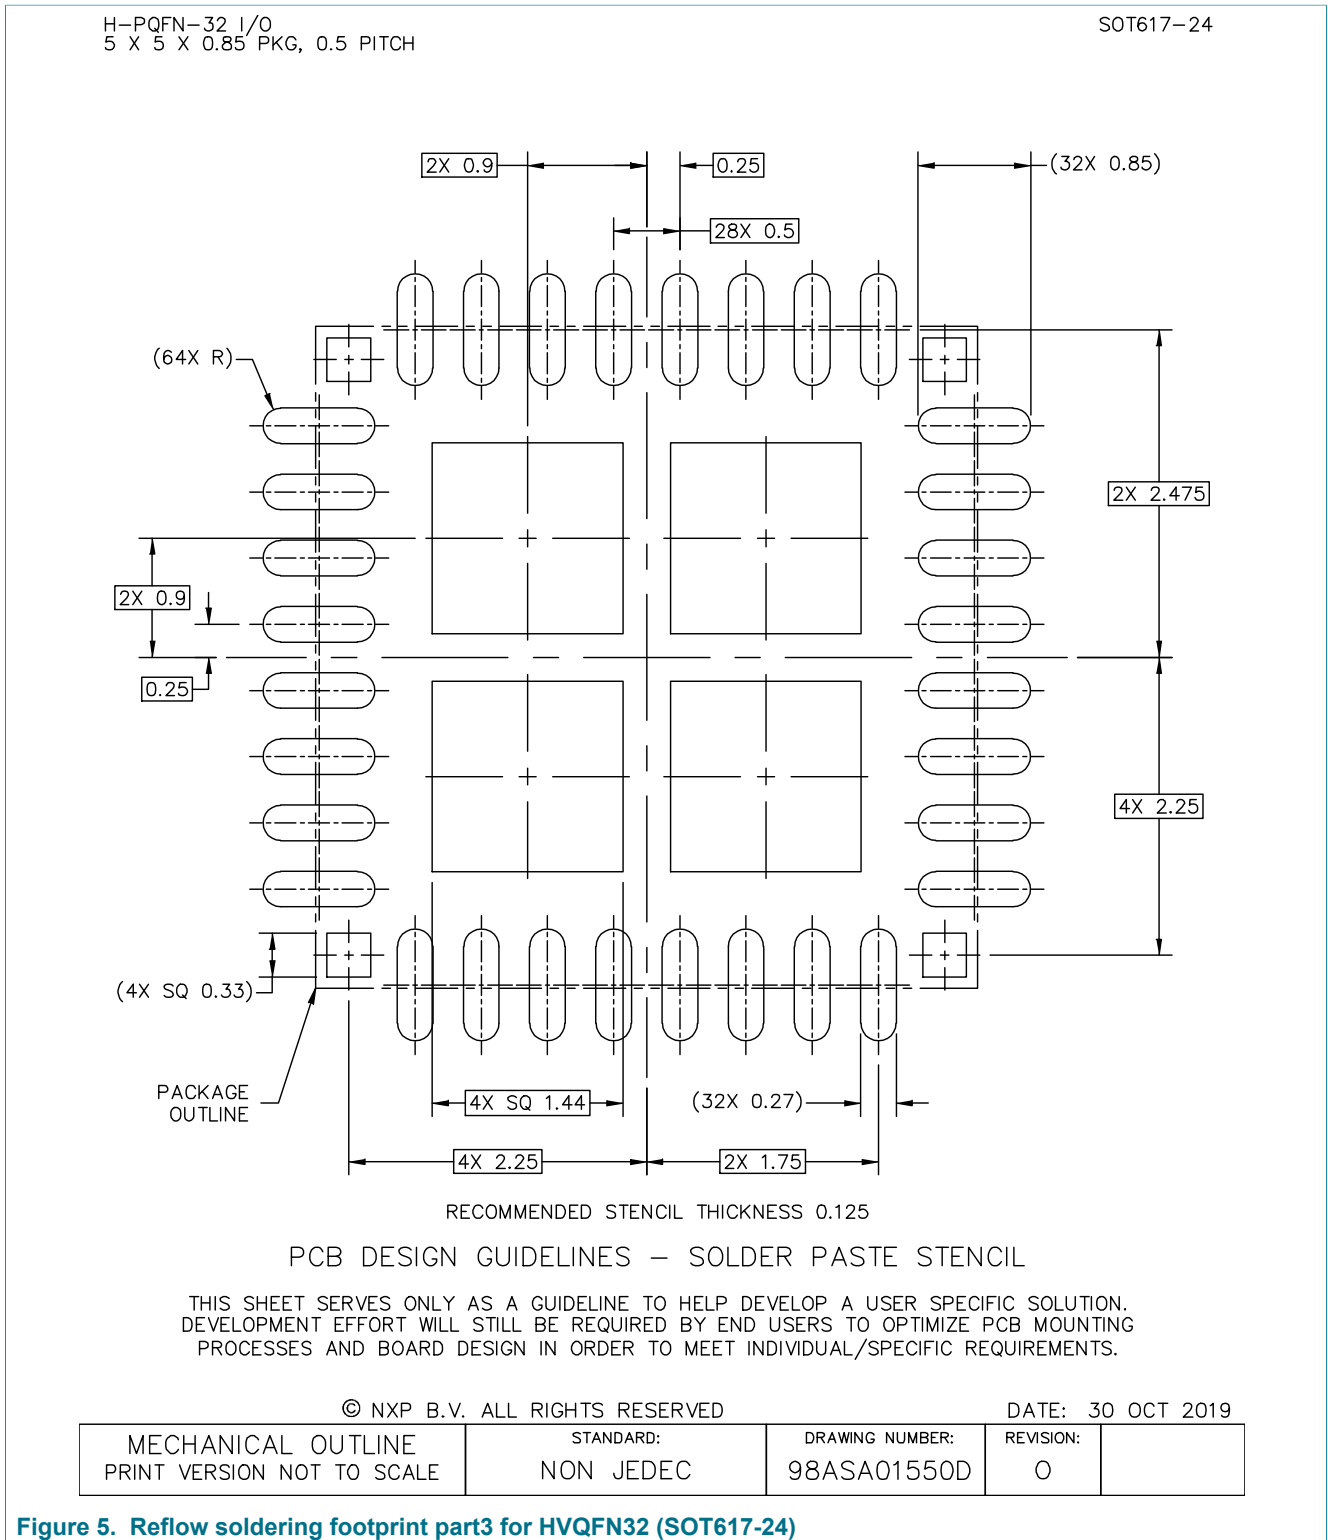 H-PQFN-32 I/O
5 X 5 X 0.85 PKG, 0.5 PITCH
SOT617-24
2X 0.9
0.25
(32X 0.85)
28X 0.5
(64X R)
2X 2.475
2X 0.9
0.25
4X 2.25
(4X SQ 0.33)
PACKAGE
OUTLINE
4X SQ 1.44
(32X 0.27)
4X 2.25
2X 1.75
RECOMMENDED STENCIL THICKNESS 0.125
PCB DESIGN GUIDELINES – SOLDER PASTE STENCIL
THIS SHEET SERVES ONLY AS A GUIDELINE TO HELP DEVELOP A USER SPECIFIC SOLUTION.
DEVELOPMENT EFFORT WILL STILL BE REQUIRED BY END USERS TO OPTIMIZE PCB MOUNTING
PROCESSES AND BOARD DESIGN IN ORDER TO MEET INDIVIDUAL/SPECIFIC REQUIREMENTS.
© NXP B.V. ALL RIGHTS RESERVED
DATE: 30 OCT 2019
MECHANICAL OUTLINE
PRINT VERSION NOT TO SCALE
STANDARD:
NON JEDEC
DRAWING NUMBER:
98ASA01550D
REVISION:
O
Figure 5. Reflow soldering footprint part3 for HVQFN32 (SOT617-24)